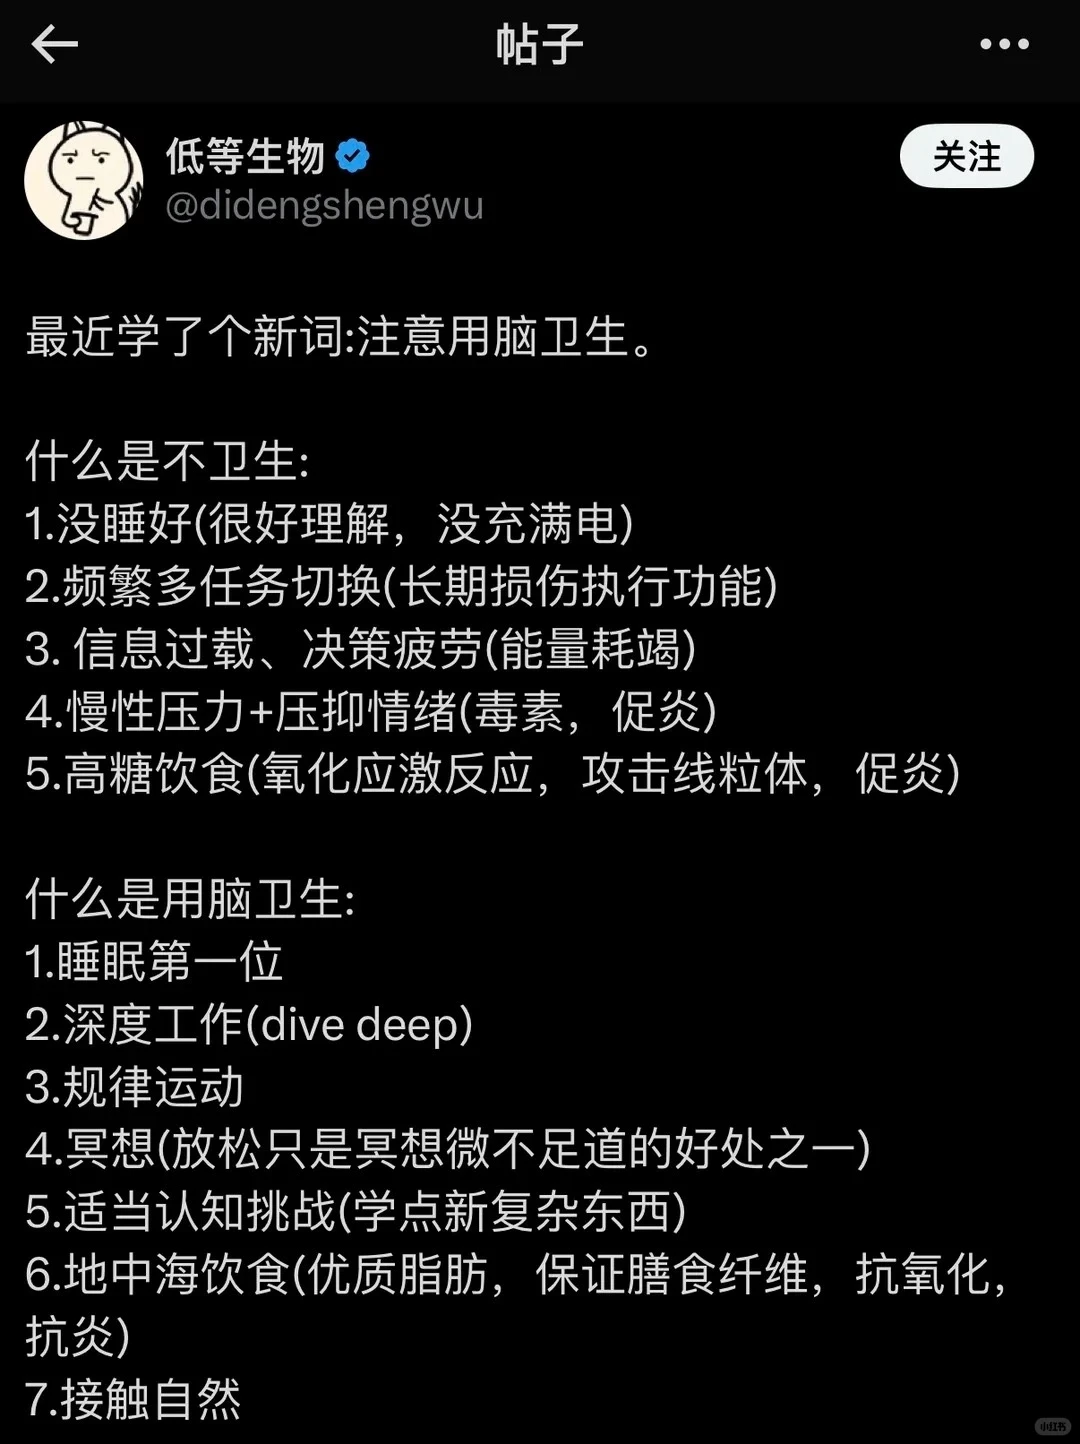 帖子
低等生物
关注
@didengshengwu
最近学了个新词:注意用脑卫生。
什么是不卫生:
1.没睡好(很好理解，没充满电)
2.频繁多任务切换(长期损伤执行功能)
3. 信息过载、决策疲劳(能量耗竭)
4.慢性压力+压抑情绪(毒素，促炎)
5.高糖饮食(氧化应激反应，攻击线粒体，促炎)
什么是用脑卫生:
1.睡眠第一位
2.深度工作(dive deep)
3.规律运动
4.冥想(放松只是冥想微不足道的好处之一)
5.适当认知挑战(学点新复杂东西)
6.地中海饮食(优质脂肪，保证膳食纤维，抗氧化，
抗炎)
7.接触自然
小红书